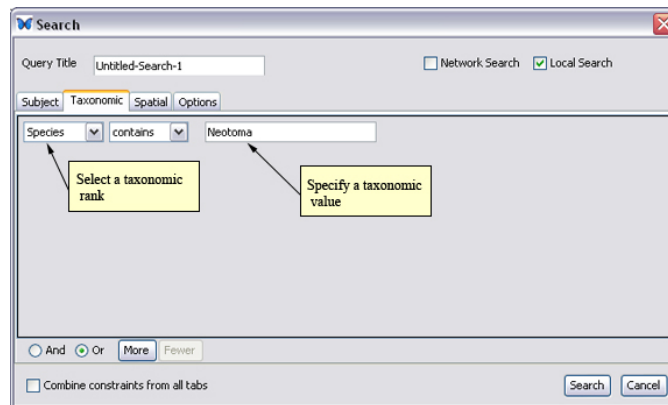 Search
Query Title Untitled-Search-1 Network Search Local Search
Subject Taxonomic Spatial Options
Species contains Neotoma
Select a taxonomic
rank
Specify a taxonomic
value
And Or More Fewer
Combine constraints from all tabs Search Cancel